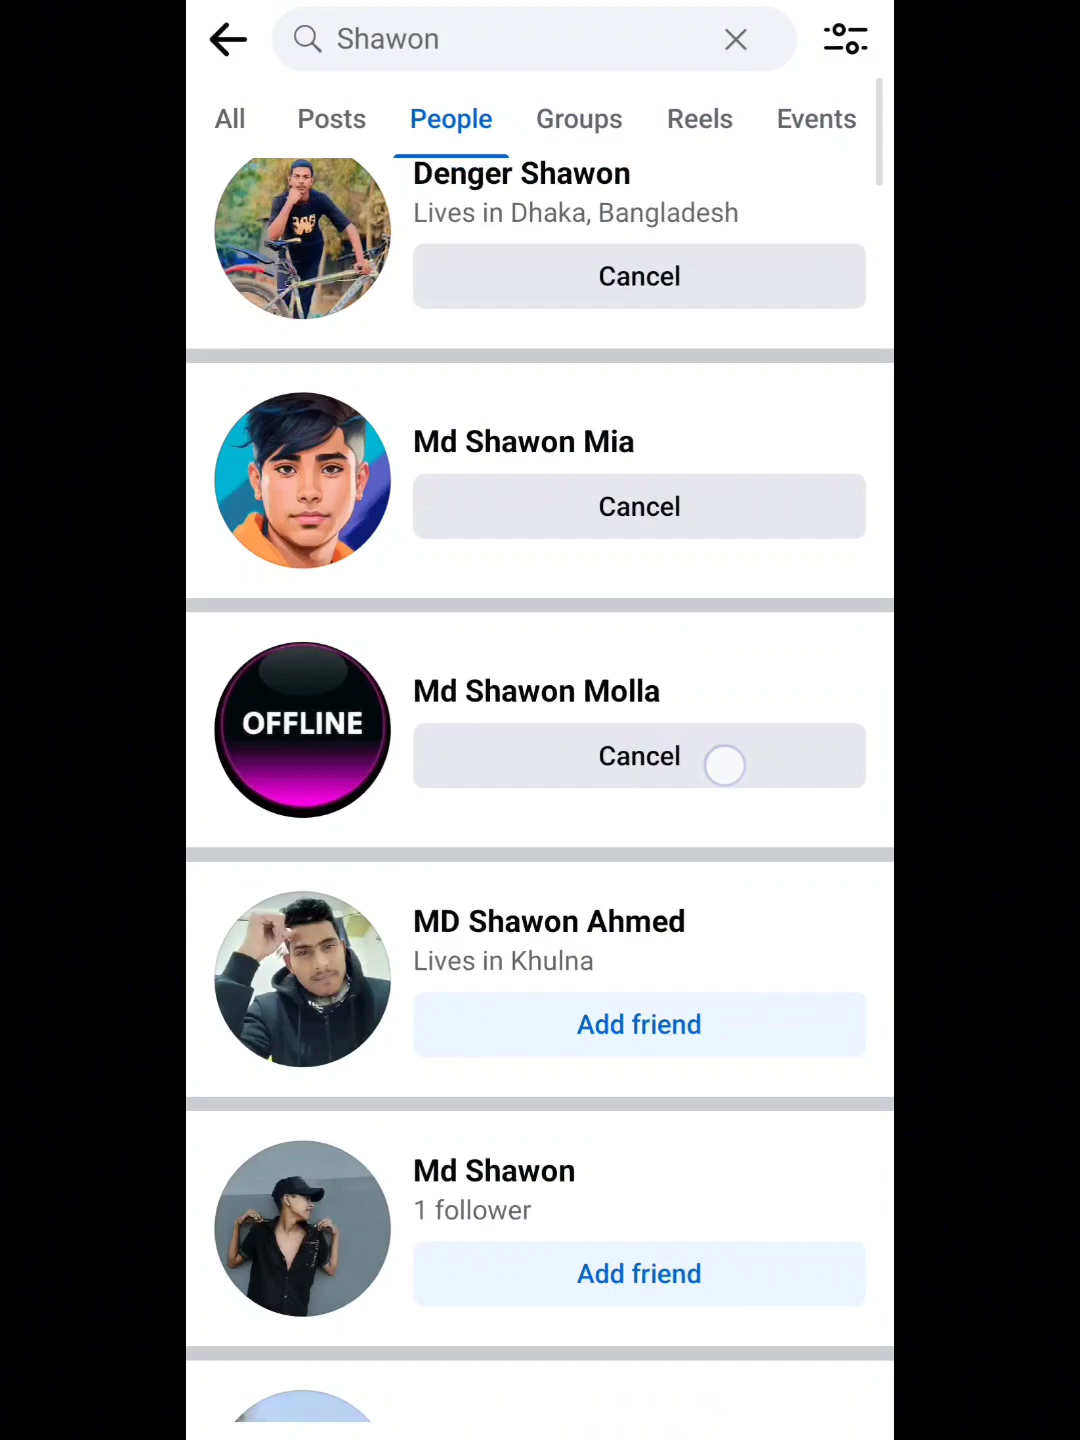 Shawon
All Posts People Groups Reels Events
Denger Shawon
Lives in Dhaka, Bangladesh
Cancel
Md Shawon Mia
Cancel
OFFLINE
Md Shawon Molla
Cancel
MD Shawon Ahmed
Lives in Khulna
Add friend
Md Shawon
1 follower
Add friend